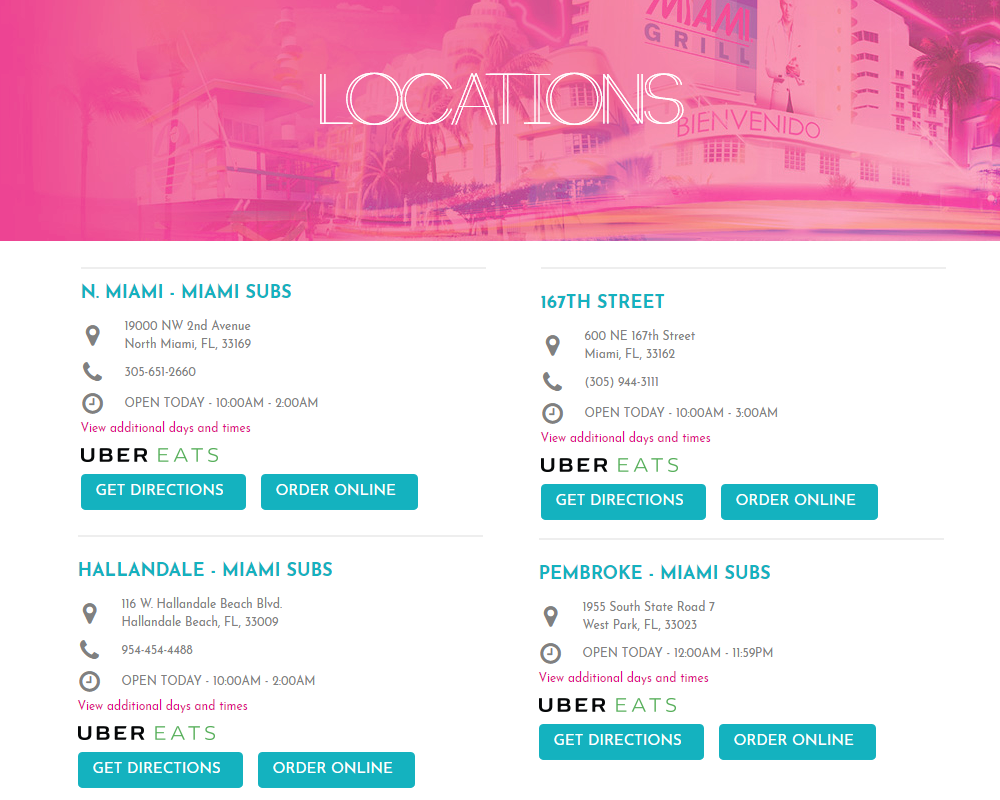 MIAMI
GRILL
LOCATIONS
BIENVENIDO
N. MIAMI - MIAMI SUBS
19000 NW 2nd Avenue
North Miami, FL, 33169
305-651-2660
OPEN TODAY - 10:00AM - 2:00AM
View additional days and times
UBER EATS
GET DIRECTIONS
ORDER ONLINE
167TH STREET
600 NE 167th Street
Miami, FL, 33162
(305) 944-3111
OPEN TODAY - 10:00AM - 3:00AM
View additional days and times
UBER EATS
GET DIRECTIONS
ORDER ONLINE
HALLANDALE - MIAMI SUBS
116 W. Hallandale Beach Blvd.
Hallandale Beach, FL, 33009
954-454-4488
OPEN TODAY - 10:00AM - 2:00AM
View additional days and times
UBER EATS
GET DIRECTIONS
ORDER ONLINE
PEMBROKE - MIAMI SUBS
1955 South State Road 7
West Park, FL, 33023
OPEN TODAY - 12:00AM - 11:59PM
View additional days and times
UBER EATS
GET DIRECTIONS
ORDER ONLINE